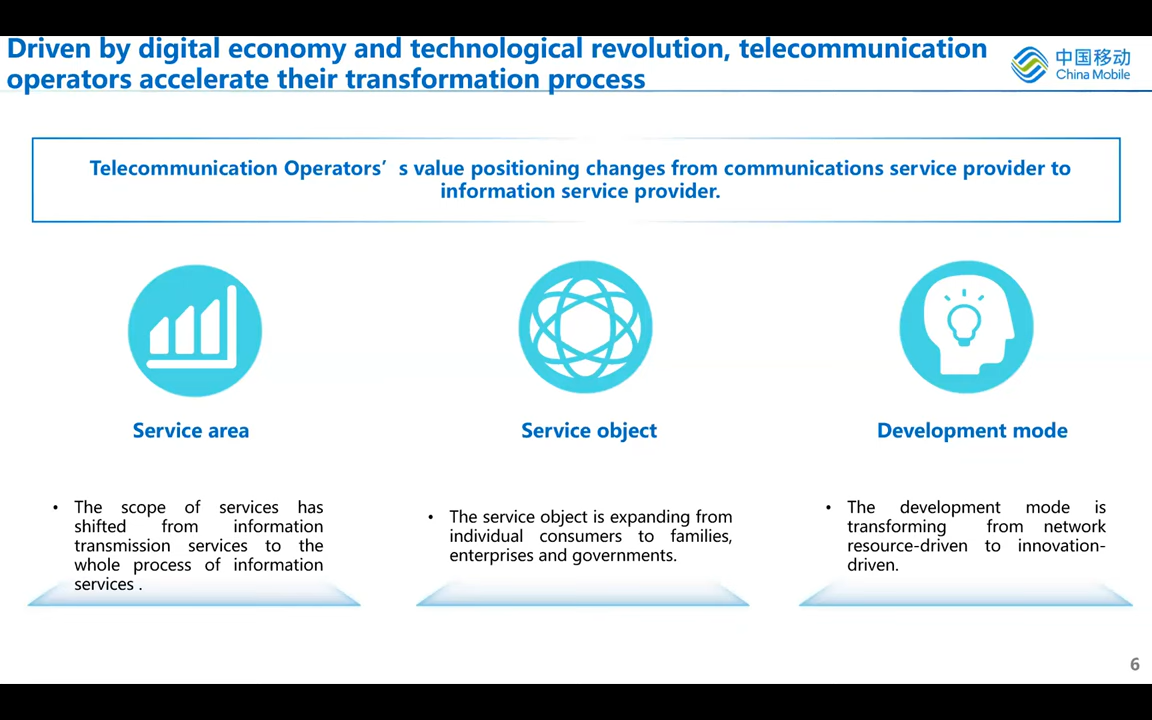 Driven by digital economy and technological revolution, telecommunication
operators accelerate their transformation process
中国移动
China Mobile
Telecommunication Operators’ s value positioning changes from communications service provider to
information service provider.
Service area
• The scope of services has
shifted from information
transmission services to the
whole process of information
services .
Service object
• The service object is expanding from
individual consumers to families,
enterprises and governments.
Development mode
• The development mode is
transforming from network
resource-driven to innovation-
driven.
6